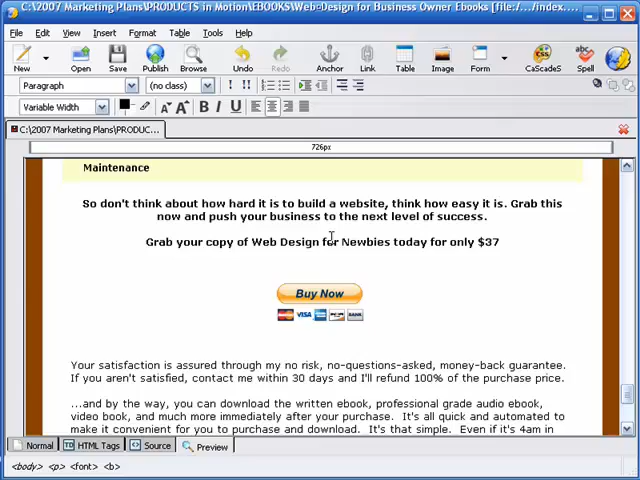 C:\2007 Marketing Plans\PRODUCTS in Motion\EBOOKS\Web Design for Business Owner Ebooks [file:/.../index....
File Edit View Insert Format Table Tools Help
New Open Save Publish Browse Undo Redo Anchor Link Table Image Form CaScadeS Spell
Paragraph (no class) ! !!
Variable Width B I U
C:\2007 Marketing Plans\PRODUC...
726px
Maintenance
So don't think about how hard it is to build a website, think how easy it is. Grab this
now and push your business to the next level of success.
Grab your copy of Web Design for Newbies today for only $37
Buy Now
VISA BANK
Your satisfaction is assured through my no risk, no-questions-asked, money-back guarantee.
If you aren't satisfied, contact me within 30 days and I'll refund 100% of the purchase price.
...and by the way, you can download the written ebook, professional grade audio ebook,
video book, and much more immediately after your purchase. It's all quick and automated to
make it convenient for you to purchase and download. It's that simple. Even if it's 4am in
Normal TD HTML Tags Source Preview
<body> <p> <font> <b>